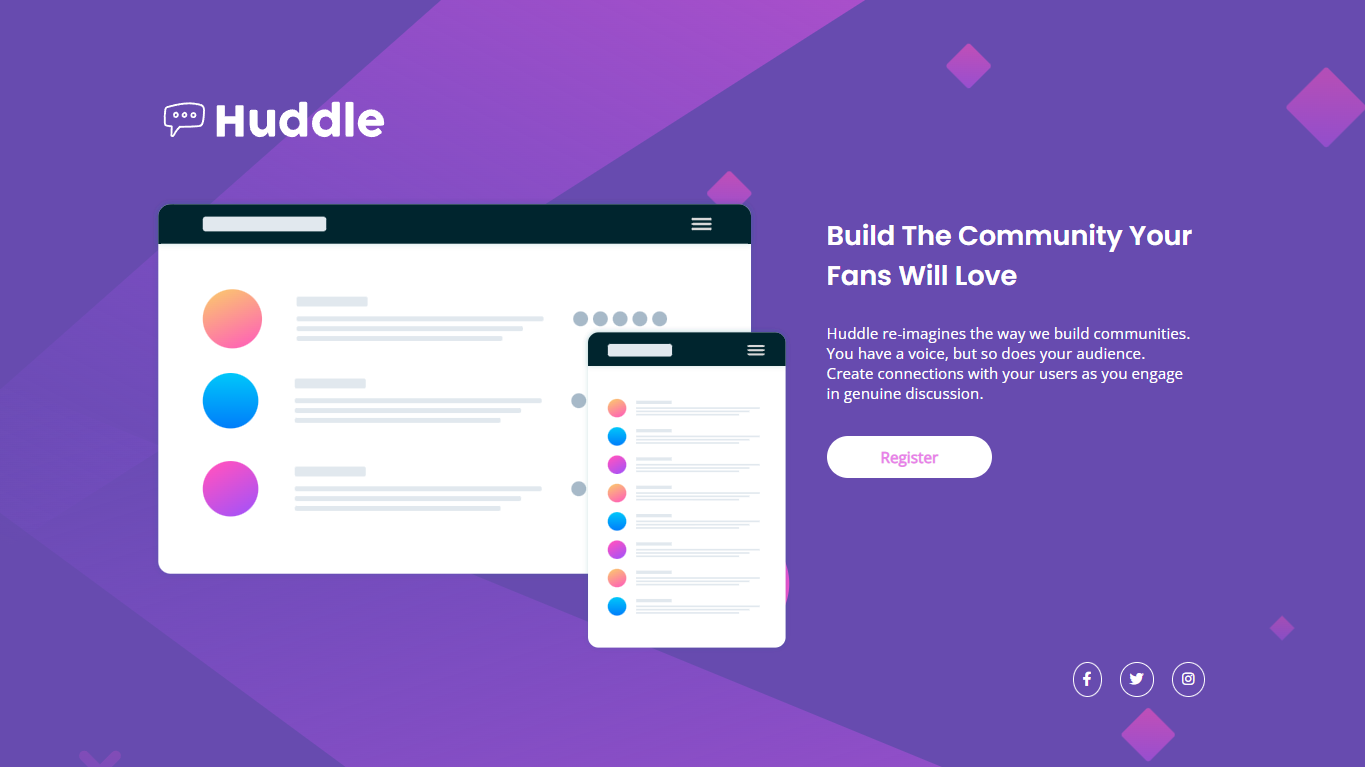 Huddle
Build The Community Your
Fans Will Love
Huddle re-imagines the way we build communities.
You have a voice, but so does your audience.
Create connections with your users as you engage
in genuine discussion.
Register